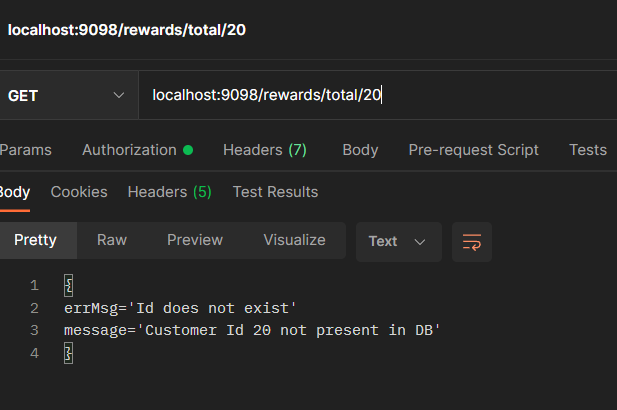 localhost:9098/rewards/total/20
GET localhost:9098/rewards/total/20
Params Authorization Headers (7) Body Pre-request Script Tests
Body Cookies Headers (5) Test Results
Pretty Raw Preview Visualize Text
1 {
2 errMsg='Id does not exist'
3 message='Customer Id 20 not present in DB'
4 }